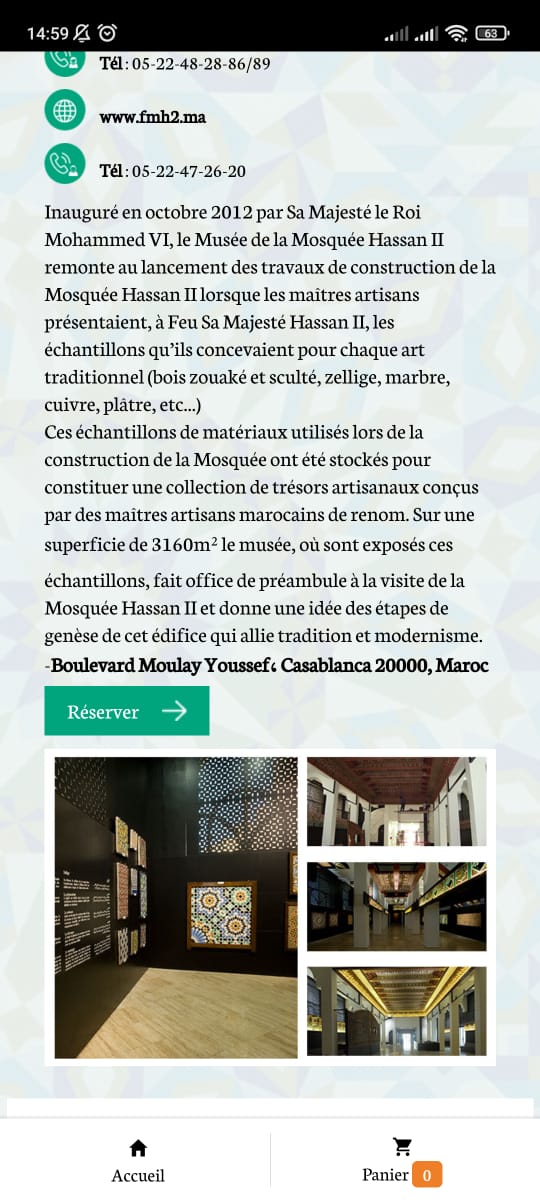 14:59
63
Tél : 05-22-48-28-86/89
www.fmh2.ma
Tél : 05-22-47-26-20
Inauguré en octobre 2012 par Sa Majesté le Roi
Mohammed VI, le Musée de la Mosquée Hassan II
remonte au lancement des travaux de construction de la
Mosquée Hassan II lorsque les maîtres artisans
présentaient, à Feu Sa Majesté Hassan II, les
échantillons qu’ils concevaient pour chaque art
traditionnel (bois zouaké et sculté, zellige, marbre,
cuivre, plâtre, etc...)
Ces échantillons de matériaux utilisés lors de la
construction de la Mosquée ont été stockés pour
constituer une collection de trésors artisanaux conçus
par des maîtres artisans marocains de renom. Sur une
superficie de 3160m² le musée, où sont exposés ces
échantillons, fait office de préambule à la visite de la
Mosquée Hassan II et donne une idée des étapes de
genèse de cet édifice qui allie tradition et modernisme.
-Boulevard Moulay Youssef، Casablanca 20000, Maroc
Réserver
Accueil
Panier 0